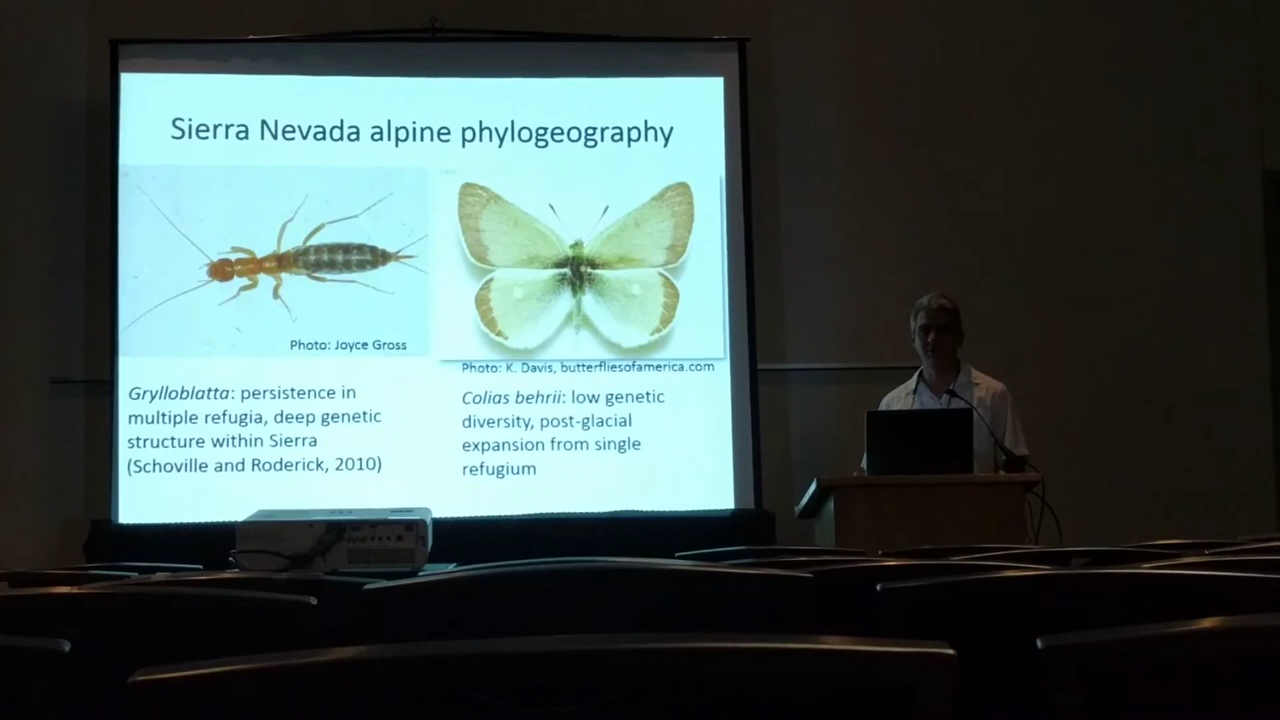 Sierra Nevada alpine phylogeography
Photo: Joyce Gross
Photo: K. Davis, butterfliesofamerica.com
Grylloblatta: persistence in
multiple refugia, deep genetic
structure within Sierra
(Schoville and Roderick, 2010)
Colias behrii: low genetic
diversity, post-glacial
expansion from single
refugium